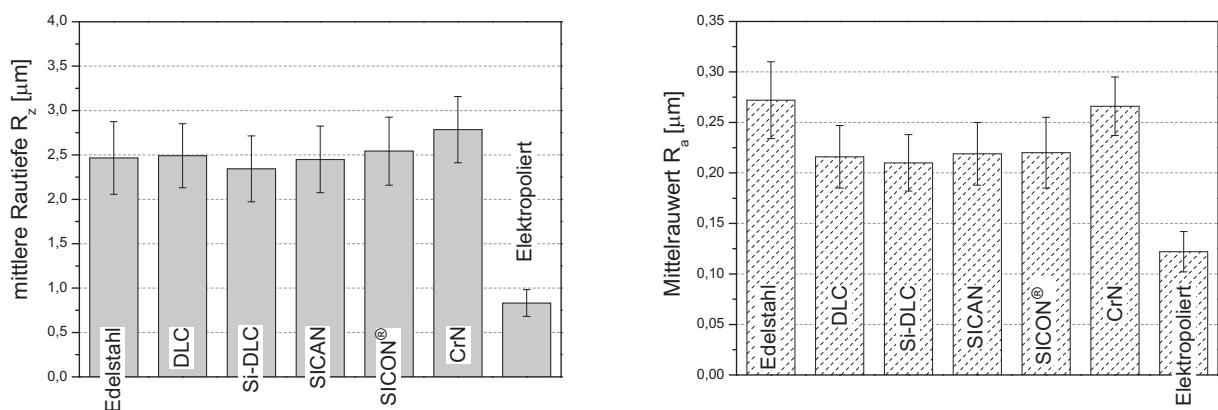 mittlere Rautiefe R_z [µm]
4,0
3,5
3,0
2,5
2,0
1,5
1,0
0,5
0,0
Edelstahl
DLC
Si-DLC
SICAN
SICON®
CrN
Elektropoliert
Mittelrauwert R_a [µm]
0,35
0,30
0,25
0,20
0,15
0,10
0,05
0,00
Edelstahl
DLC
Si-DLC
SICAN
SICON®
CrN
Elektropoliert